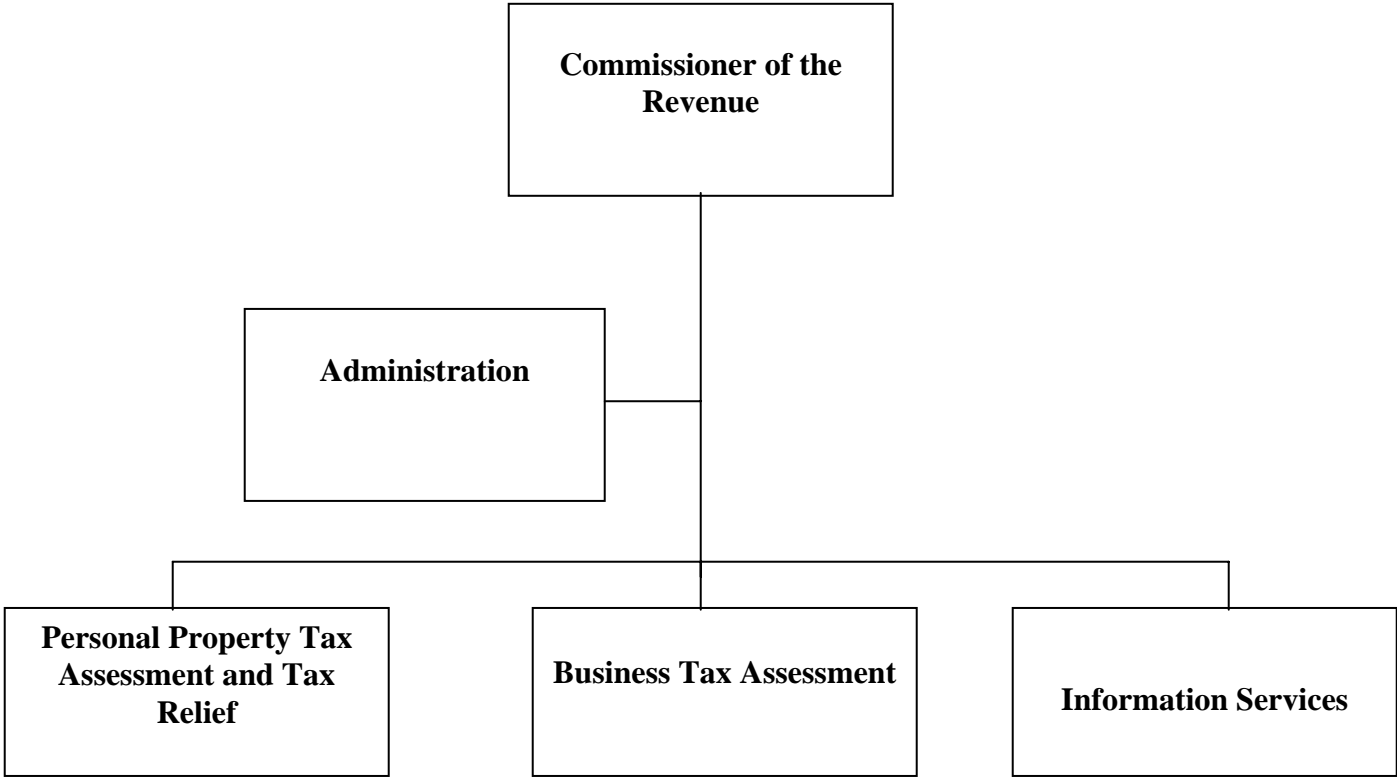 Commissioner of the
Revenue
Administration
Personal Property Tax
Assessment and Tax
Relief
Business Tax Assessment
Information Services